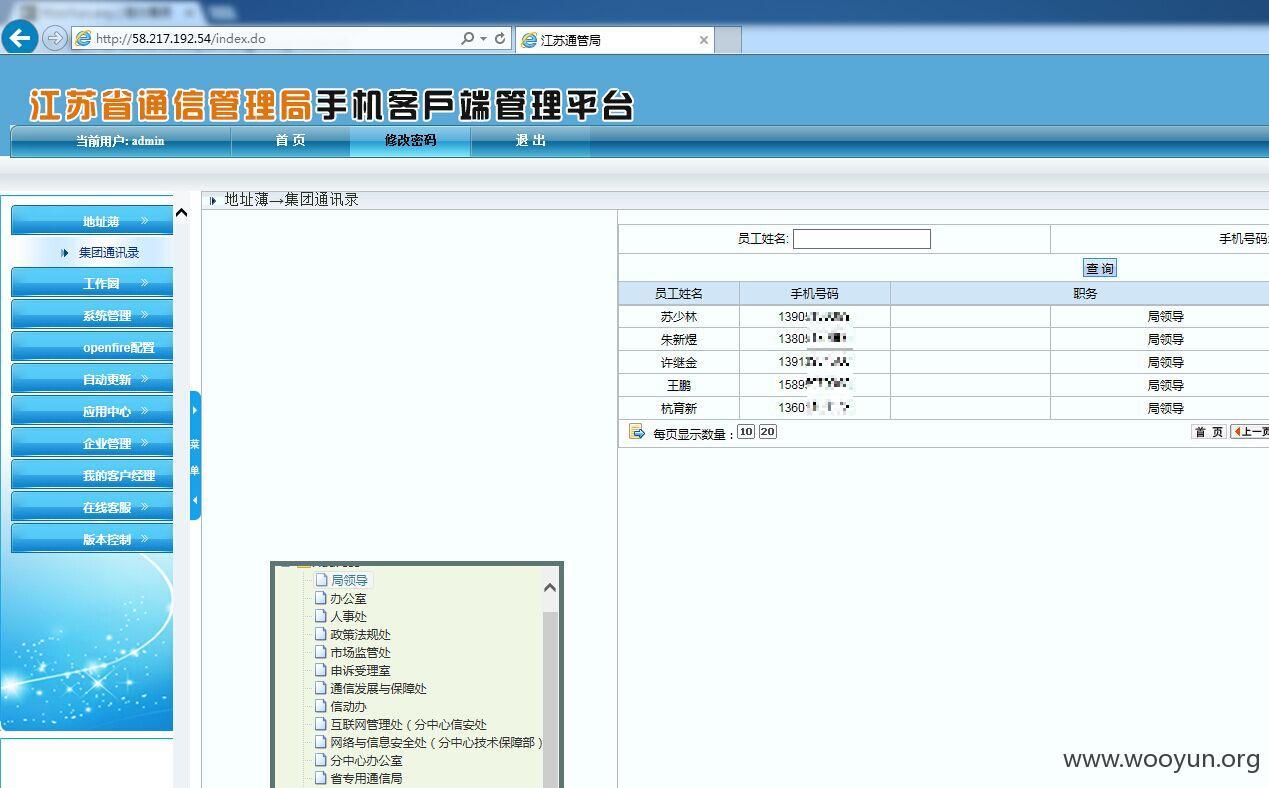 http://58.217.192.54/index.do
江苏通管局
江苏省通信管理局手机客户端管理平台
当前用户: admin 首 页 修改密码 退 出
地址薄
集团通讯录
工作网
系统管理
openfire配置
自动更新
应用中心
企业管理
我的客户经理
在线客服
版本控制
菜
单
地址薄→集团通讯录
员工姓名: 手机号码:
查 询
员工姓名 手机号码 职务
苏少林 1390 局领导
朱新煜 1380 局领导
许继金 1391 局领导
王鹏 1589 局领导
杭育新 1360 局领导
每页显示数量: 10 20 首 页 上一页
局领导
办公室
人事处
政策法规处
市场监管处
申诉受理室
通信发展与保障处
信动办
互联网管理处(分中心信安处
网络与信息安全处(分中心技术保障部)
分中心办公室
省专用通信局
www.wooyun.org